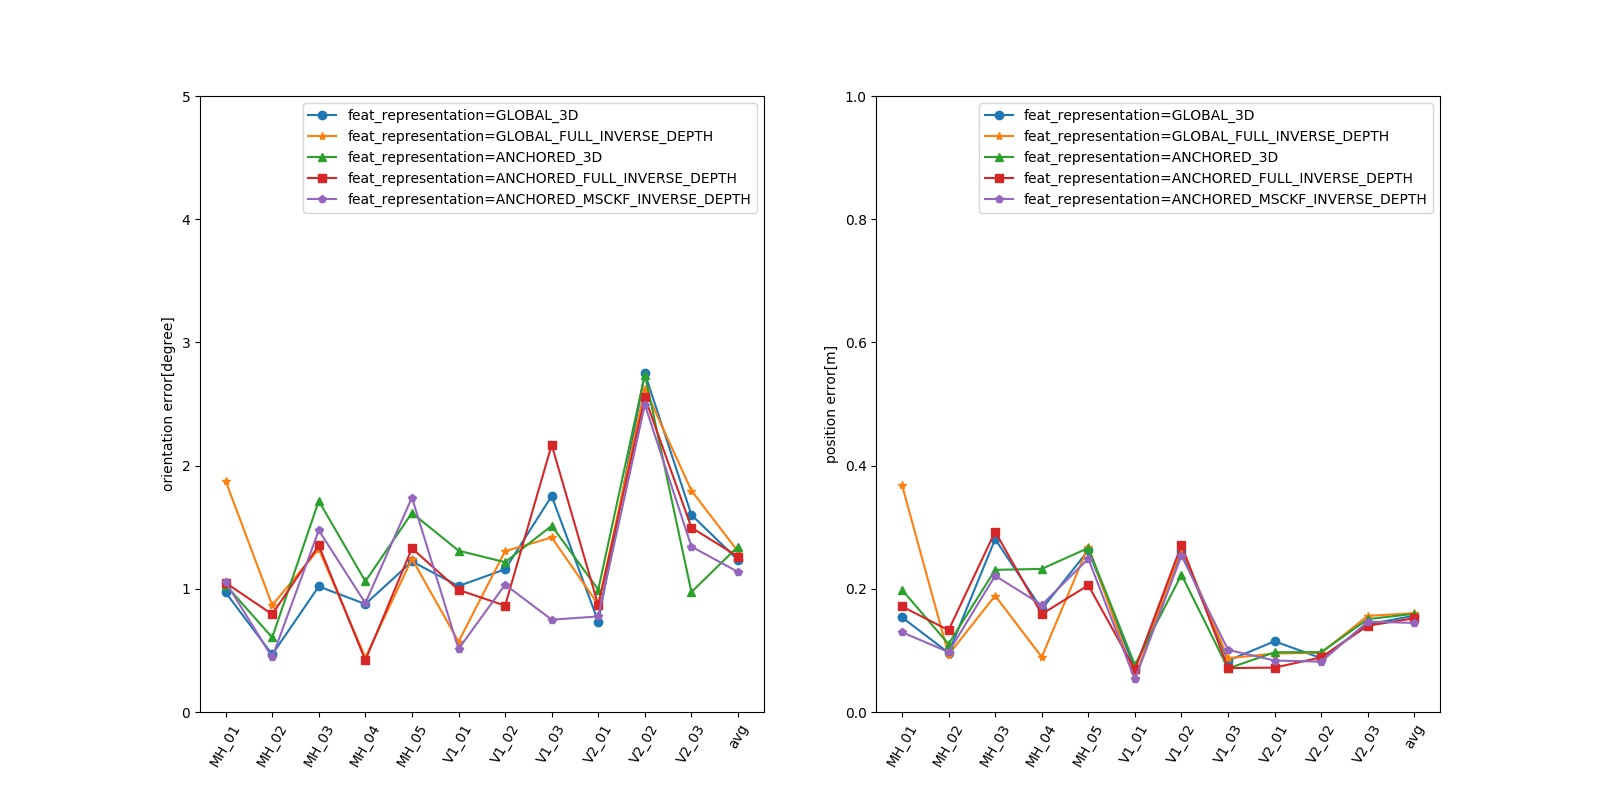 5
4
3
2
1
0
orientation error[degree]
feat_representation=GLOBAL_3D
feat_representation=GLOBAL_FULL_INVERSE_DEPTH
feat_representation=ANCHORED_3D
feat_representation=ANCHORED_FULL_INVERSE_DEPTH
feat_representation=ANCHORED_MSCKF_INVERSE_DEPTH
MH_01
MH_02
MH_03
MH_04
MH_05
V1_01
V1_02
V1_03
V2_01
V2_02
V2_03
avg
1.0
0.8
0.6
0.4
0.2
0.0
position error[m]
feat_representation=GLOBAL_3D
feat_representation=GLOBAL_FULL_INVERSE_DEPTH
feat_representation=ANCHORED_3D
feat_representation=ANCHORED_FULL_INVERSE_DEPTH
feat_representation=ANCHORED_MSCKF_INVERSE_DEPTH
MH_01
MH_02
MH_03
MH_04
MH_05
V1_01
V1_02
V1_03
V2_01
V2_02
V2_03
avg